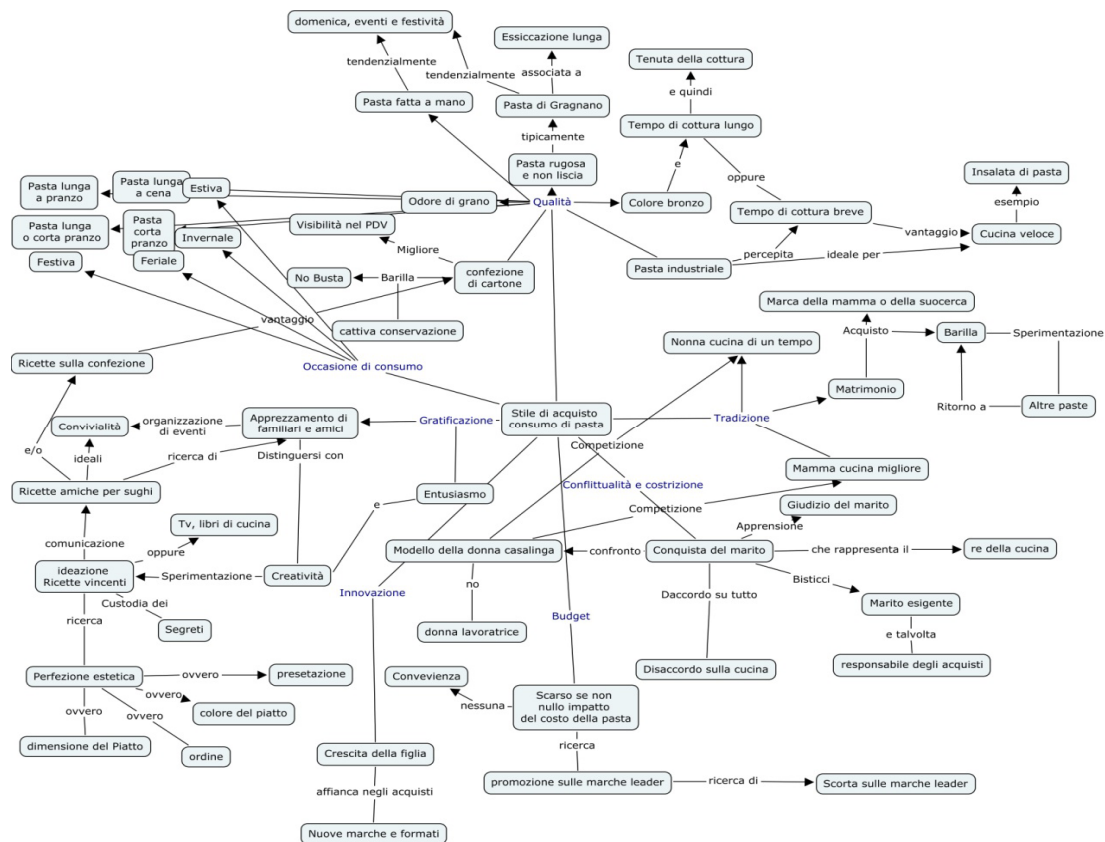 domenica, eventi e festività
Essiccazione lunga
Tenuta della cottura
tendenzialmente
tendenzialmente
associata a
e quindi
Pasta fatta a mano
Pasta di Gragnano
Tempo di cottura lungo
tipicamente
e
Pasta rugosa
e non liscia
oppure
Insalata di pasta
Pasta lunga
a pranzo
Pasta lunga
a cena
Estiva
Odore di grano
Qualità
Colore bronzo
esempio
Tempo di cottura breve
Pasta lunga
o corta pranzo
Pasta
corta
pranzo
Invernale
Visibilità nel PDV
vantaggio
Cucina veloce
Migliore
percepita
ideale per
Festiva
Feriale
No Busta
Barilla
confezione
di cartone
Pasta industriale
Marca della mamma o della suocerca
vantaggio
cattiva conservazione
Nonna cucina di un tempo
Acquisto
Barilla
Sperimentazione
Ricette sulla confezione
Occasione di consumo
Matrimonio
Ritorno a
Altre paste
Convivialità
organizzazione
di eventi
Apprezzamento di
familiari e amici
Gratificazione
Stile di acquisto
consumo di pasta
Tradizione
e/o
ideali
ricerca di
Distinguersi con
Competizione
Mamma cucina migliore
Ricette amiche per sughi
Entusiasmo
Conflittualità e costrizione
e
Competizione
Giudizio del marito
Tv, libri di cucina
Apprensione
comunicazione
oppure
Modello della donna casalinga
confronto
Conquista del marito
che rappresenta il
re della cucina
ideazione
Ricette vincenti
Sperimentazione
Creatività
no
Bisticci
Innovazione
Daccordo su tutto
Custodia dei
Marito esigente
ricerca
Segreti
Budget
donna lavoratrice
e talvolta
Perfezione estetica
ovvero
presetazione
Convevienza
Disaccordo sulla cucina
responsabile degli acquisti
ovvero
nessuna
Scarso se non
nullo impatto
del costo della pasta
ovvero
ovvero
colore del piatto
dimensione del Piatto
ordine
ricerca
Crescita della figlia
promozione sulle marche leader
ricerca di
Scorta sulle marche leader
affianca negli acquisti
Nuove marche e formati